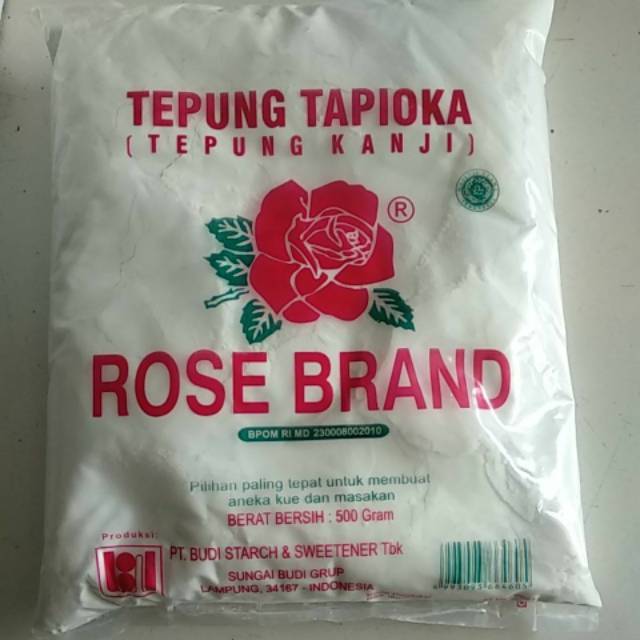 TEPUNG TAPIOKA
(TEPUNG KANJI)
®
ROSE BRAND
BPOM RI MD 230008002010
Pilihan paling tepat untuk membuat
aneka kue dan masakan
BERAT BERSIH : 500 Gram
Produksi:
PT. BUDI STARCH & SWEETENER Tbk
SUNGAI BUDI GRUP
LAMPUNG, 34167 - INDONESIA